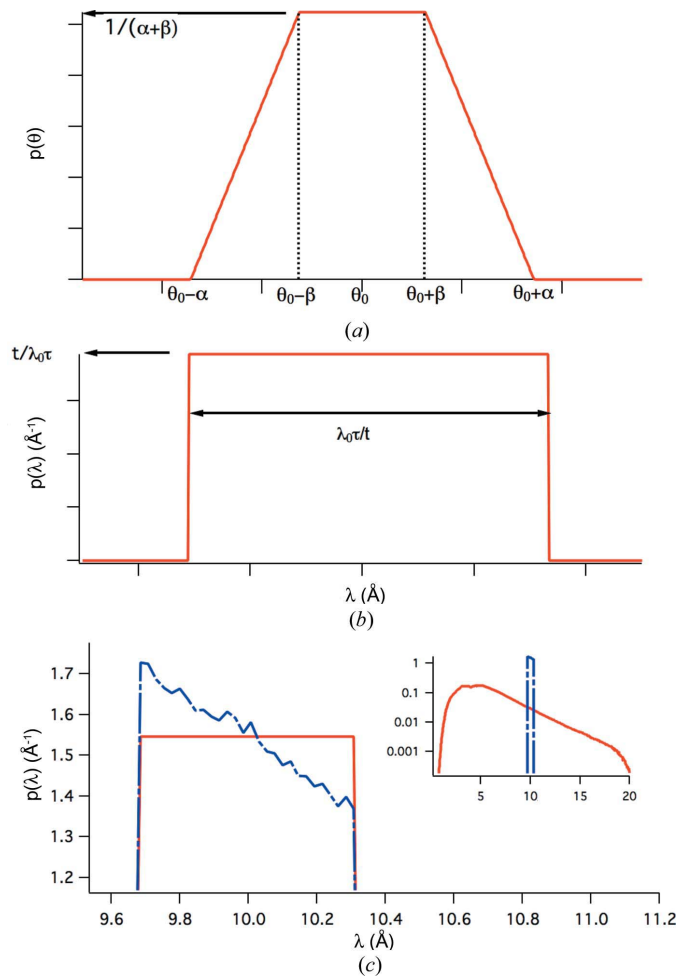 1/(α+β)
p(θ)
θ₀-α θ₀-β θ₀ θ₀+β θ₀+α
(a)
t/λ₀τ
λ₀τ/t
p(λ) (Å⁻¹)
λ (Å)
(b)
1.7
1.6
1.5
1.4
1.3
1.2
p(λ) (Å⁻¹)
1
0.1
0.01
0.001
5 10 15 20
9.6 9.8 10.0 10.2 10.4 10.6 10.8 11.0 11.2
λ (Å)
(c)